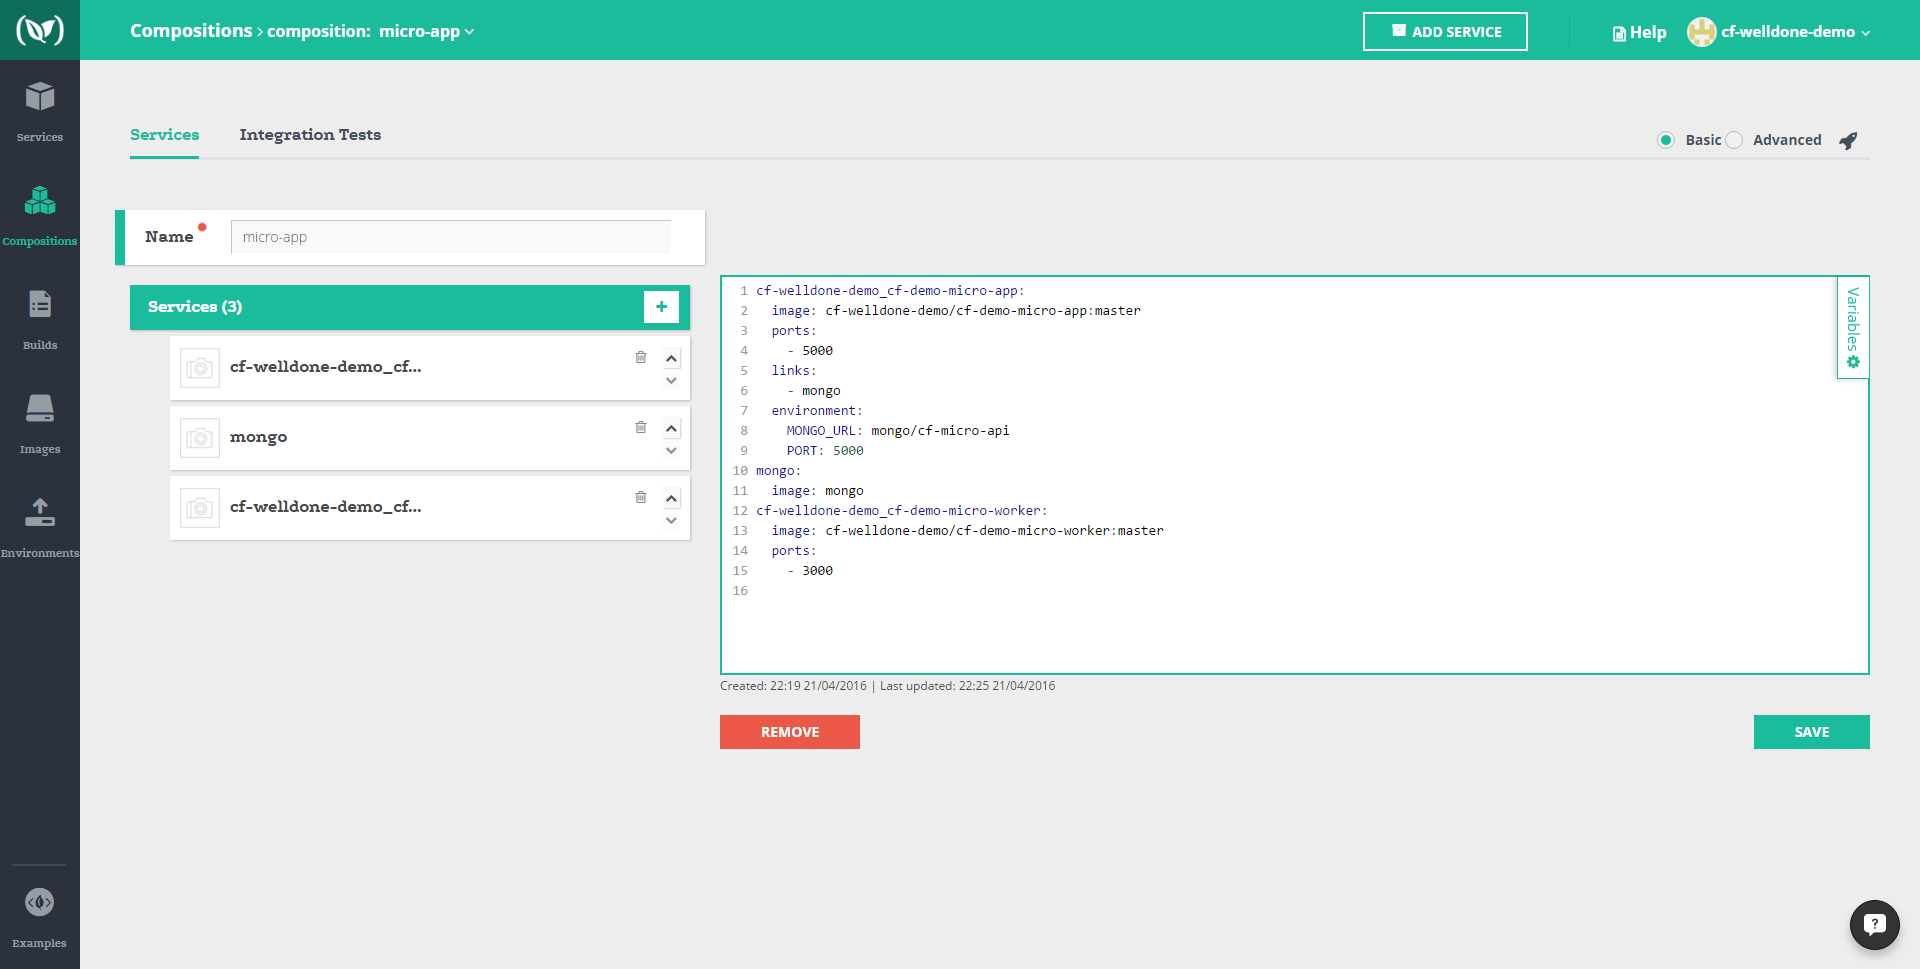 Compositions › composition: micro-app
ADD SERVICE
Help
cf-welldone-demo
Services
Compositions
Builds
Images
Environments
Examples
Services
Integration Tests
Basic
Advanced
Name
micro-app
Services (3)
+
cf-welldone-demo_cf...
mongo
cf-welldone-demo_cf...
1 cf-welldone-demo_cf-demo-micro-app:
2   image: cf-welldone-demo/cf-demo-micro-app:master
3   ports:
4     - 5000
5   links:
6     - mongo
7   environment:
8     MONGO_URL: mongo/cf-micro-api
9     PORT: 5000
10 mongo:
11   image: mongo
12 cf-welldone-demo_cf-demo-micro-worker:
13   image: cf-welldone-demo/cf-demo-micro-worker:master
14   ports:
15     - 3000
16
Variables
Created: 22:19 21/04/2016 | Last updated: 22:25 21/04/2016
REMOVE
SAVE
?